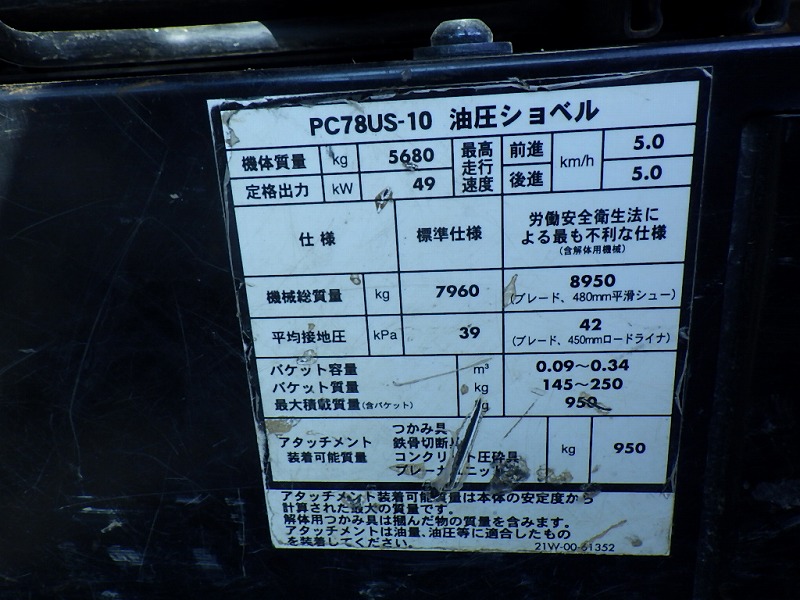 PC78US-10 油圧ショベル
機体質量 kg 5680 最高走行速度 前進 km/h 5.0
定格出力 kW 49 後進 5.0
仕様 標準仕様 労働安全衛生法に
よる最も不利な仕様
(含解体用機械)
機械総質量 kg 7960 8950
(ブレード、480mm平滑シュー)
平均接地圧 kPa 39 42
(ブレード、450mmロードライナ)
バケット容量 m³ 0.09～0.34
バケット質量 kg 145～250
最大積載質量(含バケット) kg 950
つかみ具
アタッチメント 鉄骨切断具 kg 950
装着可能質量 コンクリート圧砕具
ブレーカユニット
アタッチメント装着可能質量は本体の安定度から
計算された最大の質量です。
解体用つかみ具は掴んだ物の質量を含みます。
アタッチメントは油量、油圧等に適合したもの
を装着してください。
21W-00-61352